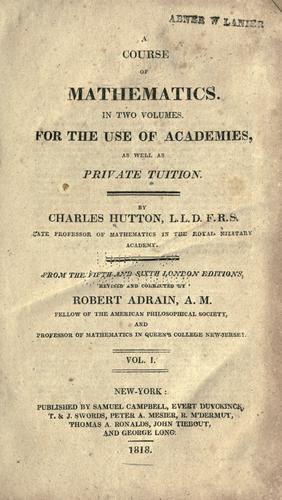 ABNER W LANIER
A
COURSE
OF
MATHEMATICS.
IN TWO VOLUMES.
FOR THE USE OF ACADEMIES,
AS WELL AS
PRIVATE TUITION.
BY
CHARLES HUTTON, L.L.D. F.R.S.
LATE PROFESSOR OF MATHEMATICS IN THE ROYAL MILITARY
ACADEMY.
FROM THE FIFTH AND SIXTH LONDON EDITIONS,
REVISED AND CORRECTED BY
ROBERT ADRAIN, A. M.
FELLOW OF THE AMERICAN PHILOSOPHICAL SOCIETY,
AND
PROFESSOR OF MATHEMATICS IN QUEEN'S COLLEGE NEW-JERSEY.
VOL. I.
NEW-YORK:
PUBLISHED BY SAMUEL CAMPBELL, EVERT DUYCKINCK,
T. & J. SWORDS, PETER A. MESIER, R. M'DERMUT,
THOMAS A. RONALDS, JOHN TIEBOUT,
AND GEORGE LONG.
1818.